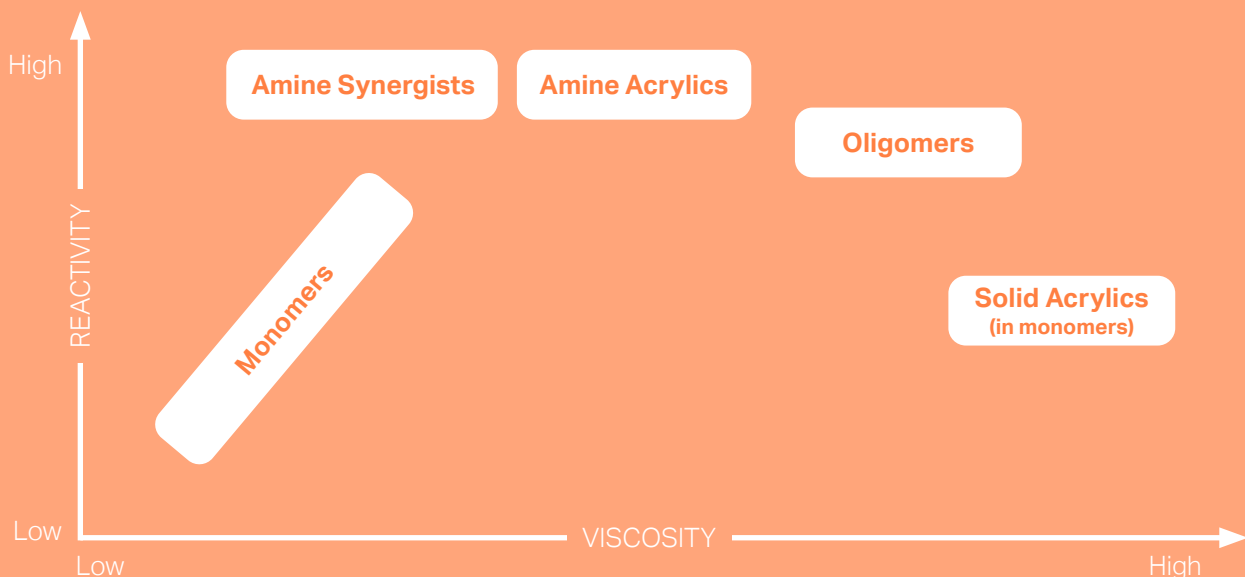 High
Amine Synergists
Amine Acrylics
Oligomers
REACTIVITY
Monomers
Solid Acrylics
(in monomers)
Low
VISCOSITY
Low
High